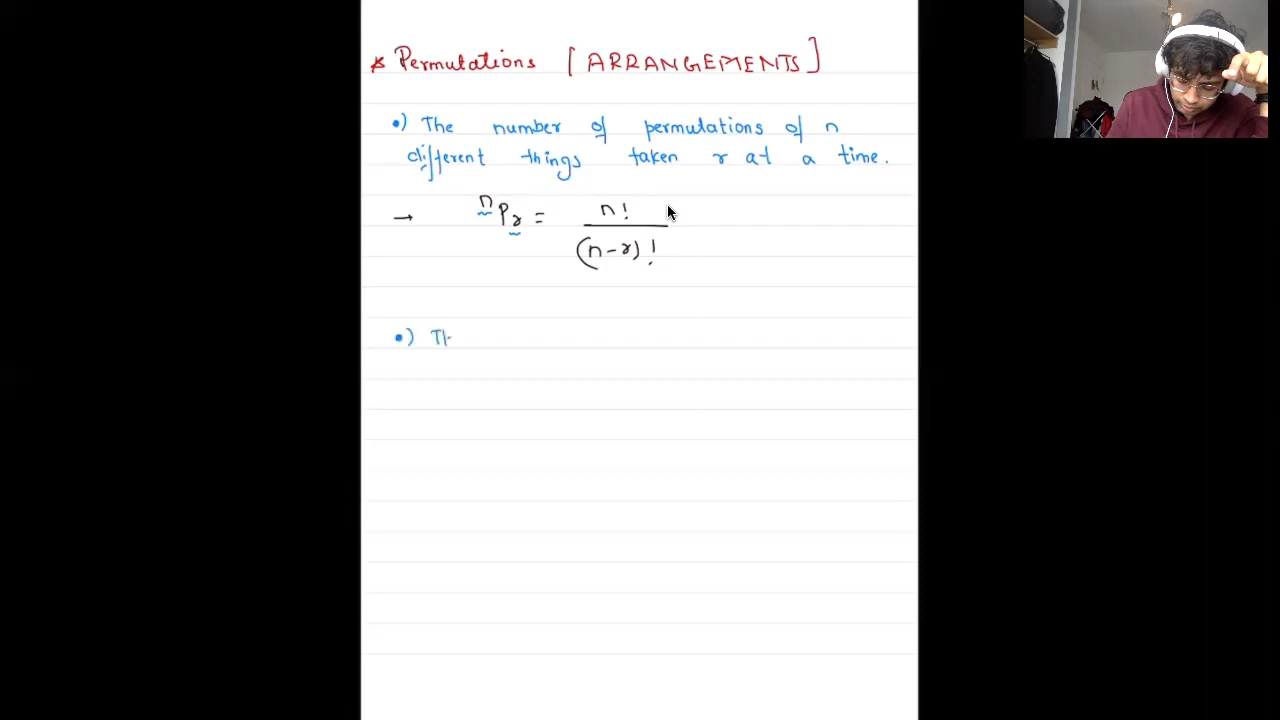 * Permutations [ARRANGEMENTS]
•) The number of permutations of n
different things taken r at a time.
→ ⁿPᵣ = n! / (n-r)!
•) Th